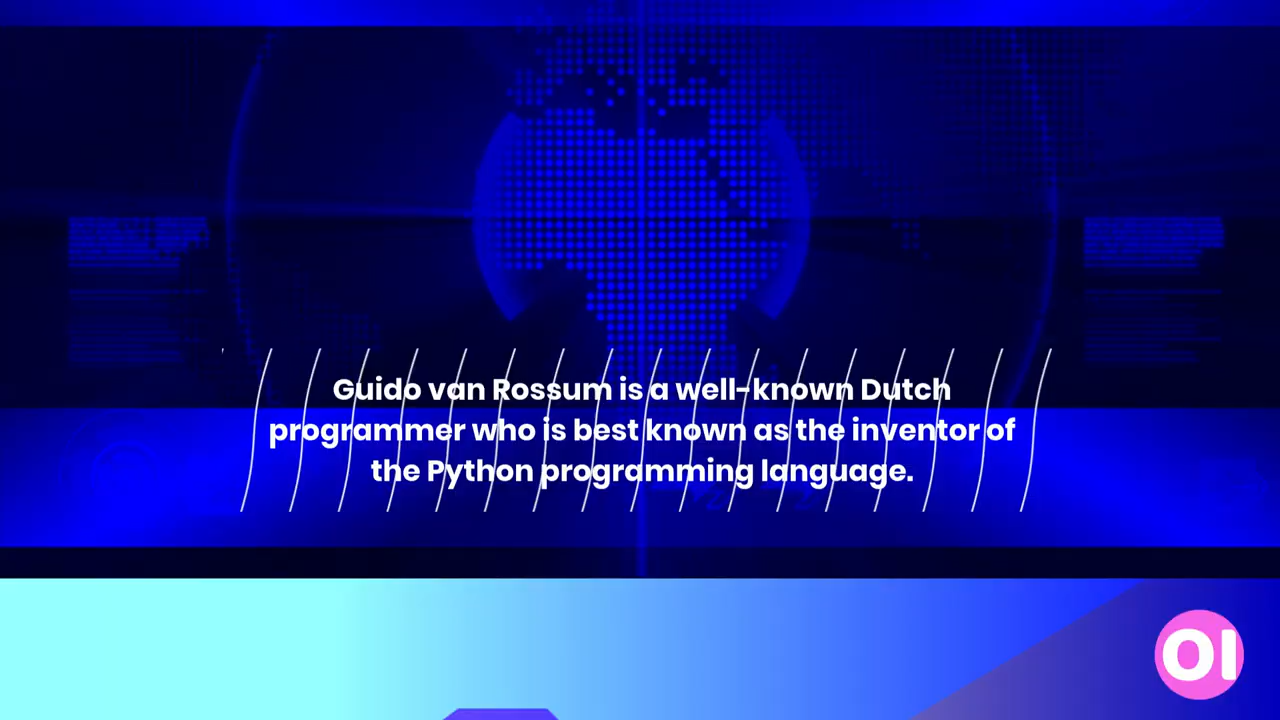 Guido van Rossum is a well-known Dutch
programmer who is best known as the inventor of
the Python programming language.
OI